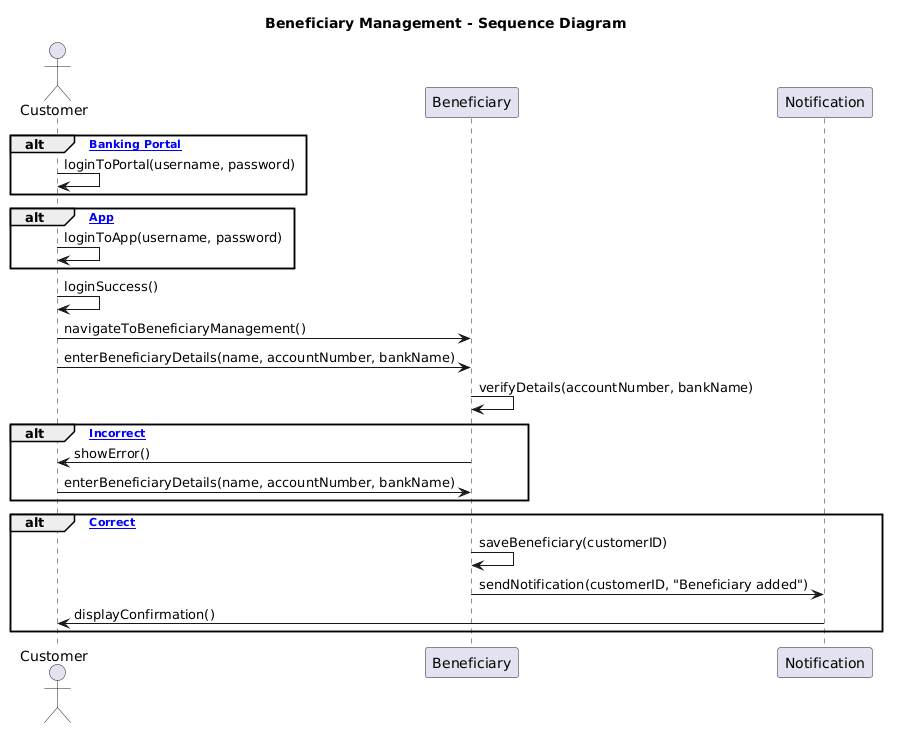 Beneficiary Management - Sequence Diagram
Customer
Beneficiary
Notification
alt
Banking Portal
loginToPortal(username, password)
alt
App
loginToApp(username, password)
loginSuccess()
navigateToBeneficiaryManagement()
enterBeneficiaryDetails(name, accountNumber, bankName)
verifyDetails(accountNumber, bankName)
alt
Incorrect
showError()
enterBeneficiaryDetails(name, accountNumber, bankName)
alt
Correct
saveBeneficiary(customerID)
sendNotification(customerID, "Beneficiary added")
displayConfirmation()
Customer
Beneficiary
Notification